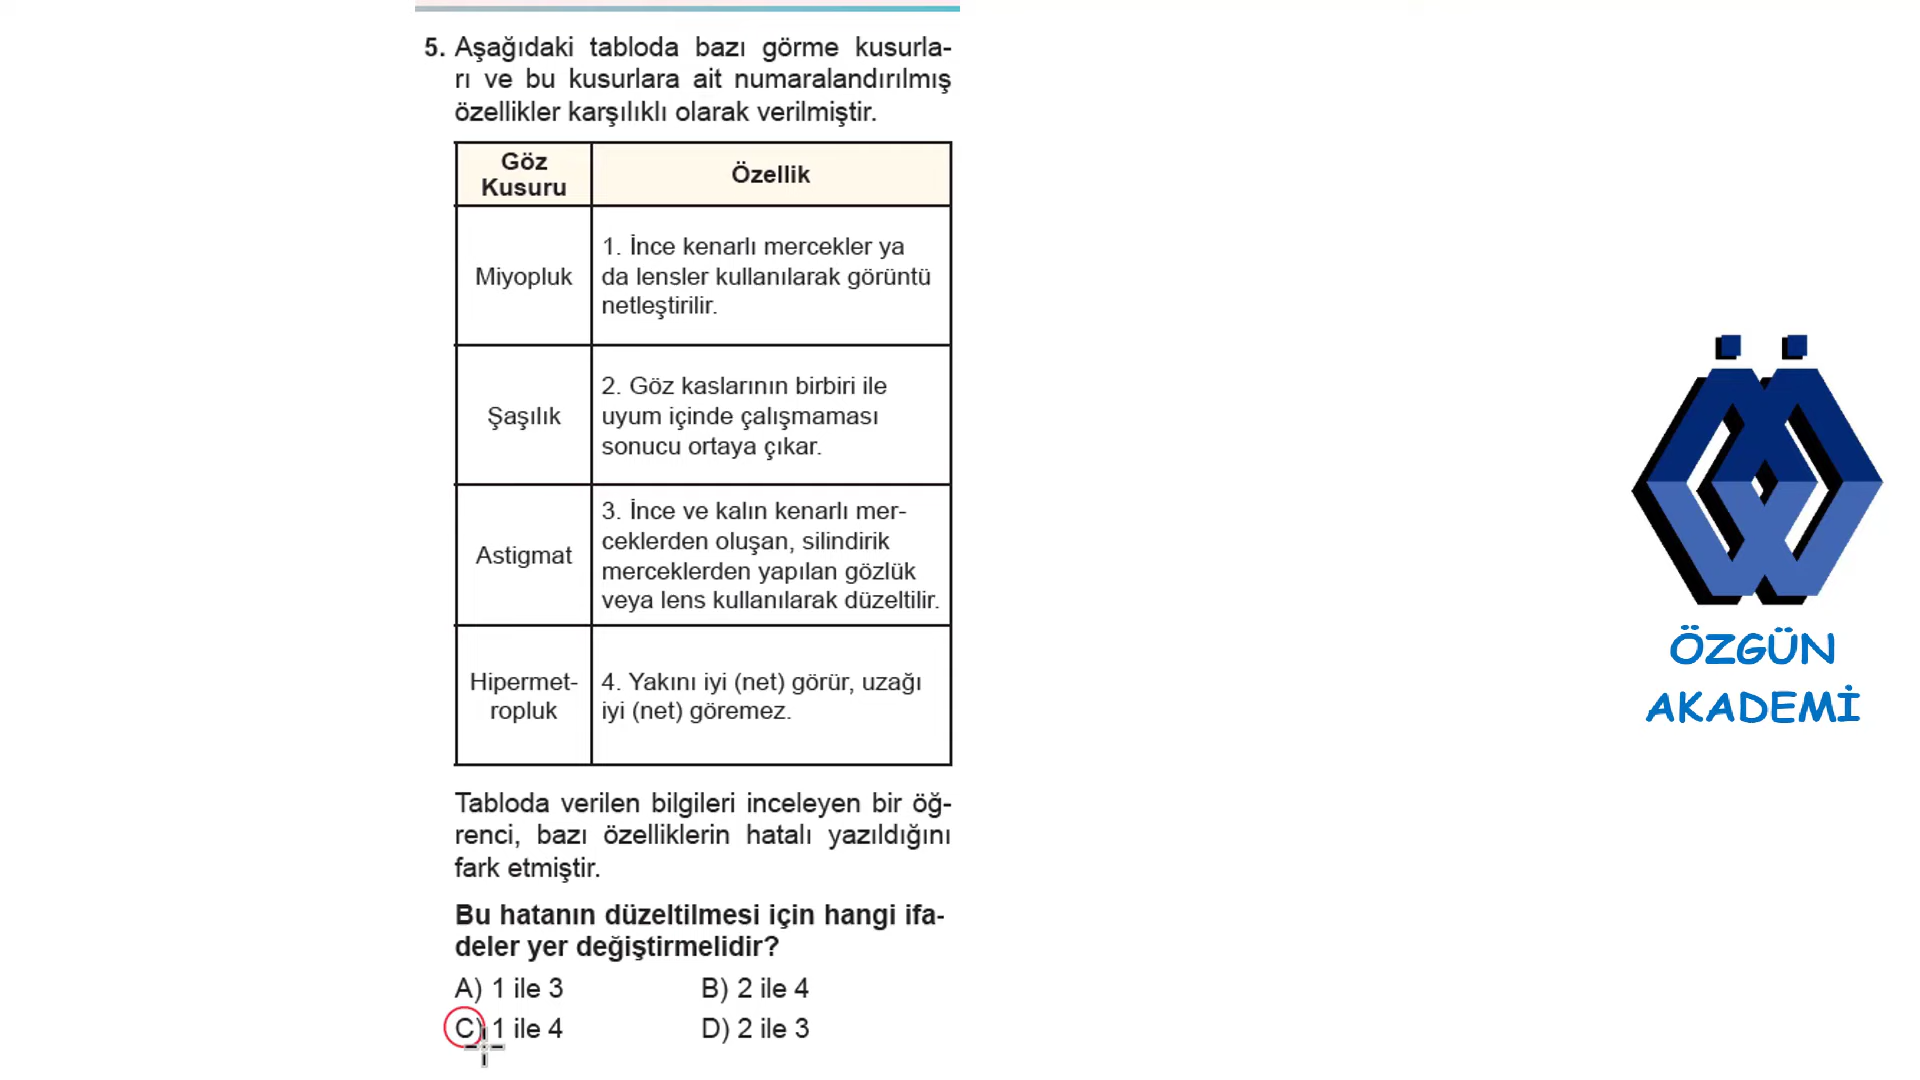 5. Aşağıdaki tabloda bazı görme kusurla-
rı ve bu kusurlara ait numaralandırılmış
özellikler karşılıklı olarak verilmiştir.
Göz
Kusuru
Özellik
Miyopluk
1. İnce kenarlı mercekler ya
da lensler kullanılarak görüntü
netleştirilir.
Şaşılık
2. Göz kaslarının birbiri ile
uyum içinde çalışmaması
sonucu ortaya çıkar.
Astigmat
3. İnce ve kalın kenarlı mer-
ceklerden oluşan, silindirik
merceklerden yapılan gözlük
veya lens kullanılarak düzeltilir.
Hipermet-
ropluk
4. Yakını iyi (net) görür, uzağı
iyi (net) göremez.
Tabloda verilen bilgileri inceleyen bir öğ-
renci, bazı özelliklerin hatalı yazıldığını
fark etmiştir.
Bu hatanın düzeltilmesi için hangi ifa-
deler yer değiştirmelidir?
A) 1 ile 3 B) 2 ile 4
C) 1 ile 4 D) 2 ile 3
ÖZGÜN
AKADEMİ